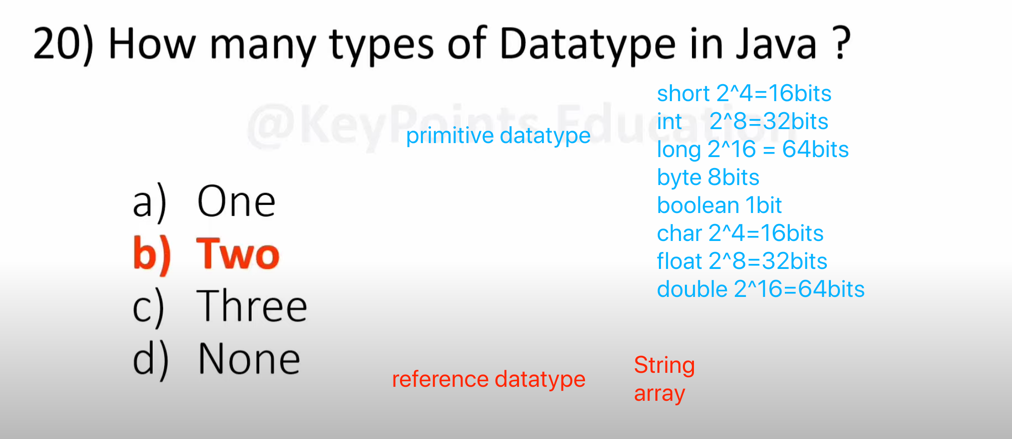 20) How many types of Datatype in Java ?
@KeyPoints Education
primitive datatype
short 2^4=16bits
int 2^8=32bits
long 2^16 = 64bits
byte 8bits
boolean 1bit
char 2^4=16bits
float 2^8=32bits
double 2^16=64bits
a) One
b) Two
c) Three
d) None
reference datatype
String
array